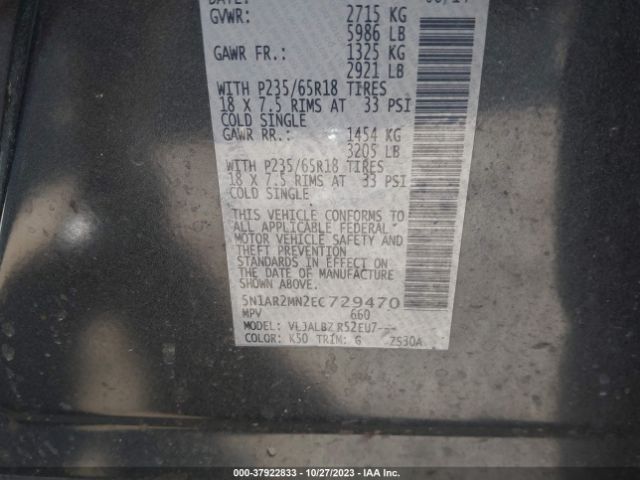 DATE:
GVWR: 2715 KG
5986 LB
GAWR FR.: 1325 KG
2921 LB
WITH P235/65R18 TIRES
18 X 7.5 RIMS AT 33 PSI
COLD SINGLE
GAWR RR.: 1454 KG
3205 LB
WITH P235/65R18 TIRES
18 X 7.5 RIMS AT 33 PSI
COLD SINGLE
THIS VEHICLE CONFORMS TO
ALL APPLICABLE FEDERAL
MOTOR VEHICLE SAFETY AND
THEFT PREVENTION
STANDARDS IN EFFECT ON THE
DATE OF MANUFACTURE
SHOWN ABOVE.
5N1AR2MN2EC729470
MPV 660
MODEL: VLJALBZ R52EU7---
COLOR: K50 TRIM: G ZS30A
000-37922833 - 10/27/2023 - IAA Inc.